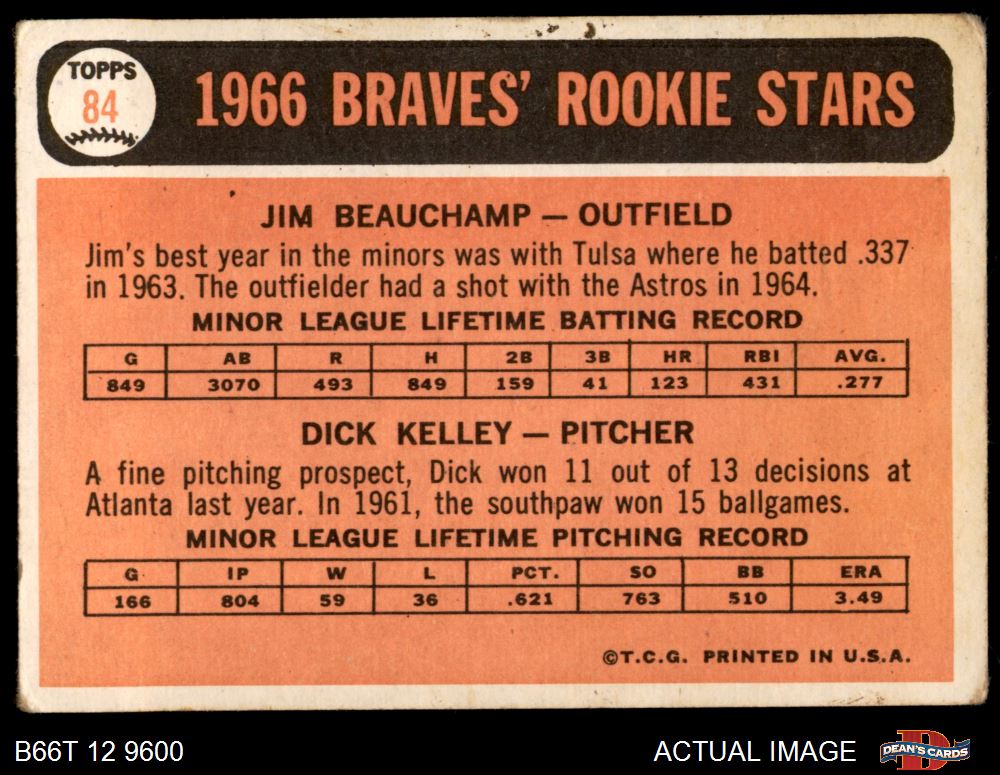 TOPPS
84
1966 BRAVES' ROOKIE STARS
JIM BEAUCHAMP — OUTFIELD
Jim's best year in the minors was with Tulsa where he batted .337
in 1963. The outfielder had a shot with the Astros in 1964.
MINOR LEAGUE LIFETIME BATTING RECORD
G AB R H 2B 3B HR RBI AVG.
849 3070 493 849 159 41 123 431 .277
DICK KELLEY — PITCHER
A fine pitching prospect, Dick won 11 out of 13 decisions at
Atlanta last year. In 1961, the southpaw won 15 ballgames.
MINOR LEAGUE LIFETIME PITCHING RECORD
G IP W L PCT. SO BB ERA
166 804 59 36 .621 763 510 3.49
©T.C.G. PRINTED IN U.S.A.
B66T 12 9600
ACTUAL IMAGE
D
DEAN'S CARDS